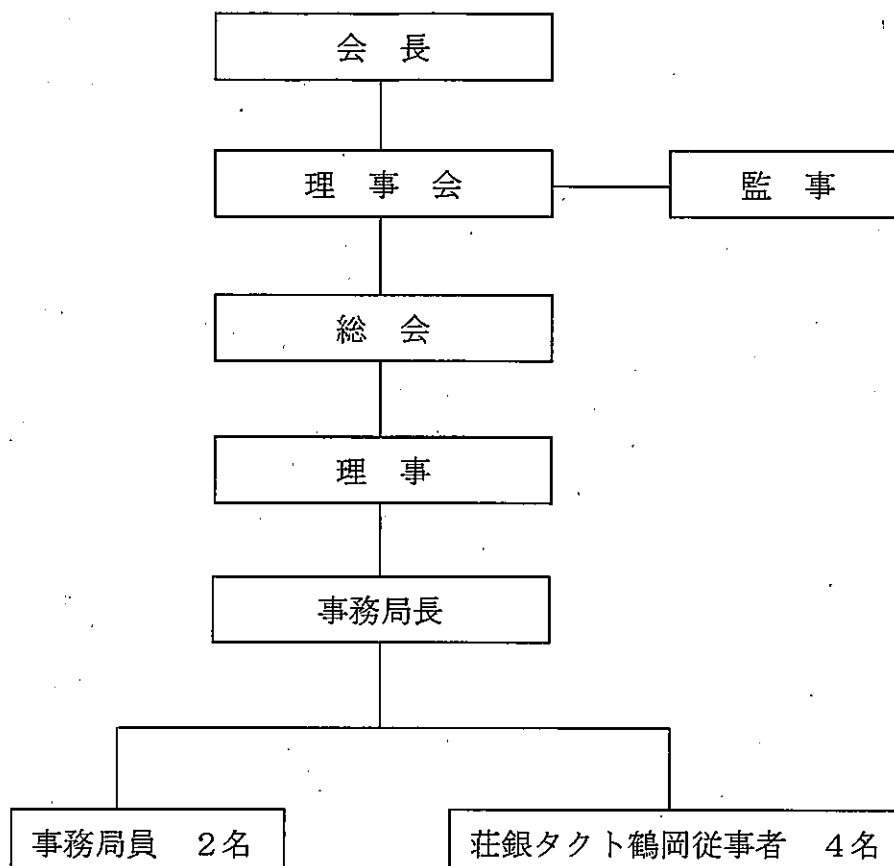 会　長
理　事　会
監　事
総　会
理　事
事務局長
事務局員　2名
荘銀タクト鶴岡従事者　4名